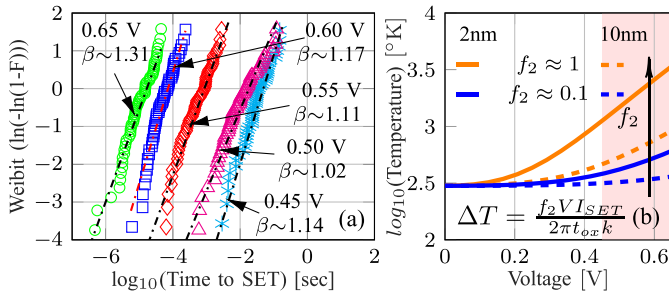 Weibit (ln(-ln(1-F)))
2
1
0
−1
−2
−3
−4
0.65 V
β∼1.31
0.60 V
β∼1.17
0.55 V
β∼1.11
0.50 V
β∼1.02
0.45 V
β∼1.14
(a)
−6 −4 −2 0 2
log10(Time to SET) [sec]
log10(Temperature) [°K]
4
3.5
3
2.5
2
2nm 10nm
f2 ≈ 1
f2 ≈ 0.1
f2
ΔT = f2VISET / 2πtoxk (b)
0 0.2 0.4 0.6
Voltage [V]